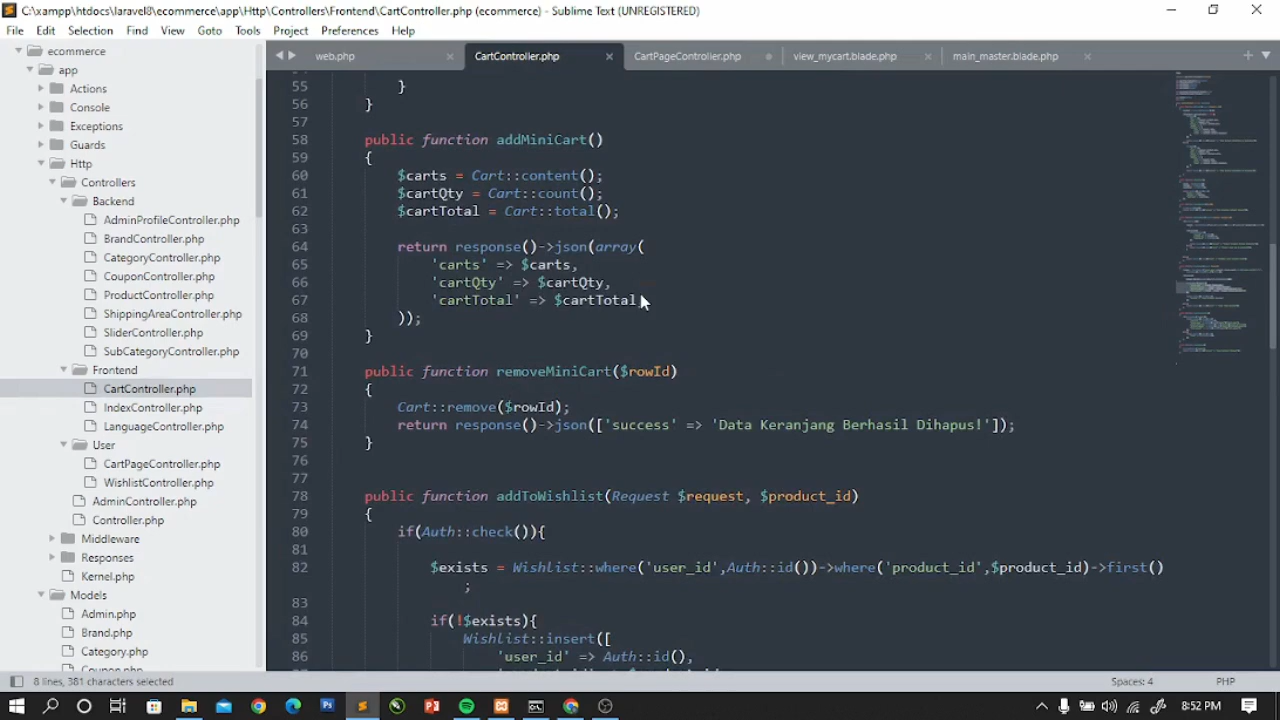 C:\xampp\htdocs\laravel8\ecommerce\app\Http\Controllers\Frontend\CartController.php (ecommerce) - Sublime Text (UNREGISTERED)
File Edit Selection Find View Goto Tools Project Preferences Help
ecommerce
app
Actions
Console
Exceptions
Guards
Http
Controllers
Backend
AdminProfileController.php
BrandController.php
CategoryController.php
CouponController.php
ProductController.php
ShippingAreaController.php
SliderController.php
SubCategoryController.php
Frontend
CartController.php
IndexController.php
LanguageController.php
User
CartPageController.php
WishlistController.php
AdminController.php
Controller.php
Middleware
Responses
Kernel.php
Models
Admin.php
Brand.php
Category.php
Coupon.php
web.php CartController.php CartPageController.php view_mycart.blade.php main_master.blade.php
55 }
56 }
57
58 public function addMiniCart()
59 {
60 $carts = Cart::content();
61 $cartQty = Cart::count();
62 $cartTotal = Cart::total();
63
64 return response()->json(array(
65 'carts' => $carts,
66 'cartQty' => $cartQty,
67 'cartTotal' => $cartTotal
68 ));
69 }
70
71 public function removeMiniCart($rowId)
72 {
73 Cart::remove($rowId);
74 return response()->json(['success' => 'Data Keranjang Berhasil Dihapus!']);
75 }
76
77
78 public function addToWishlist(Request $request, $product_id)
79 {
80 if(Auth::check()){
81
82 $exists = Wishlist::where('user_id',Auth::id())->where('product_id',$product_id)->first()
;
83
84 if(!$exists){
85 Wishlist::insert([
86 'user_id' => Auth::id(),
8 lines, 381 characters selected
Spaces: 4 PHP
8:52 PM